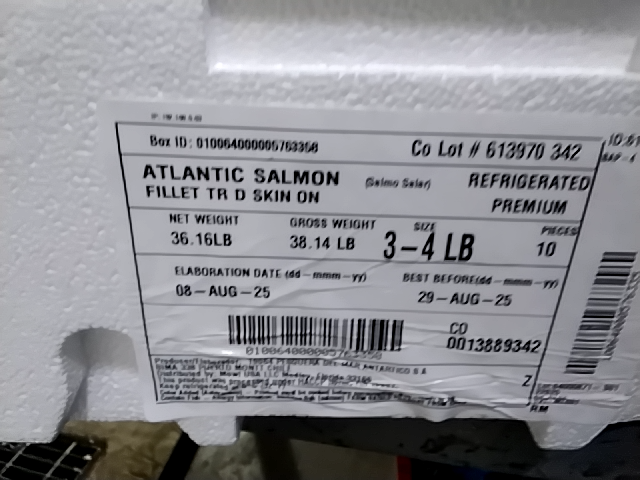 Box ID: 010064000005763358
Co Lot # 613970 342
ATLANTIC SALMON (Salmo Salar) REFRIGERATED
FILLET TR D SKIN ON PREMIUM
NET WEIGHT GROSS WEIGHT SIZE PIECES
36.16LB 38.14 LB 3-4 LB 10
ELABORATION DATE (dd-mmm-yy) BEST BEFORE(dd-mmm-yy)
08-AUG-25 29-AUG-25
CO
0013889342
010064000005763358
Z
RM